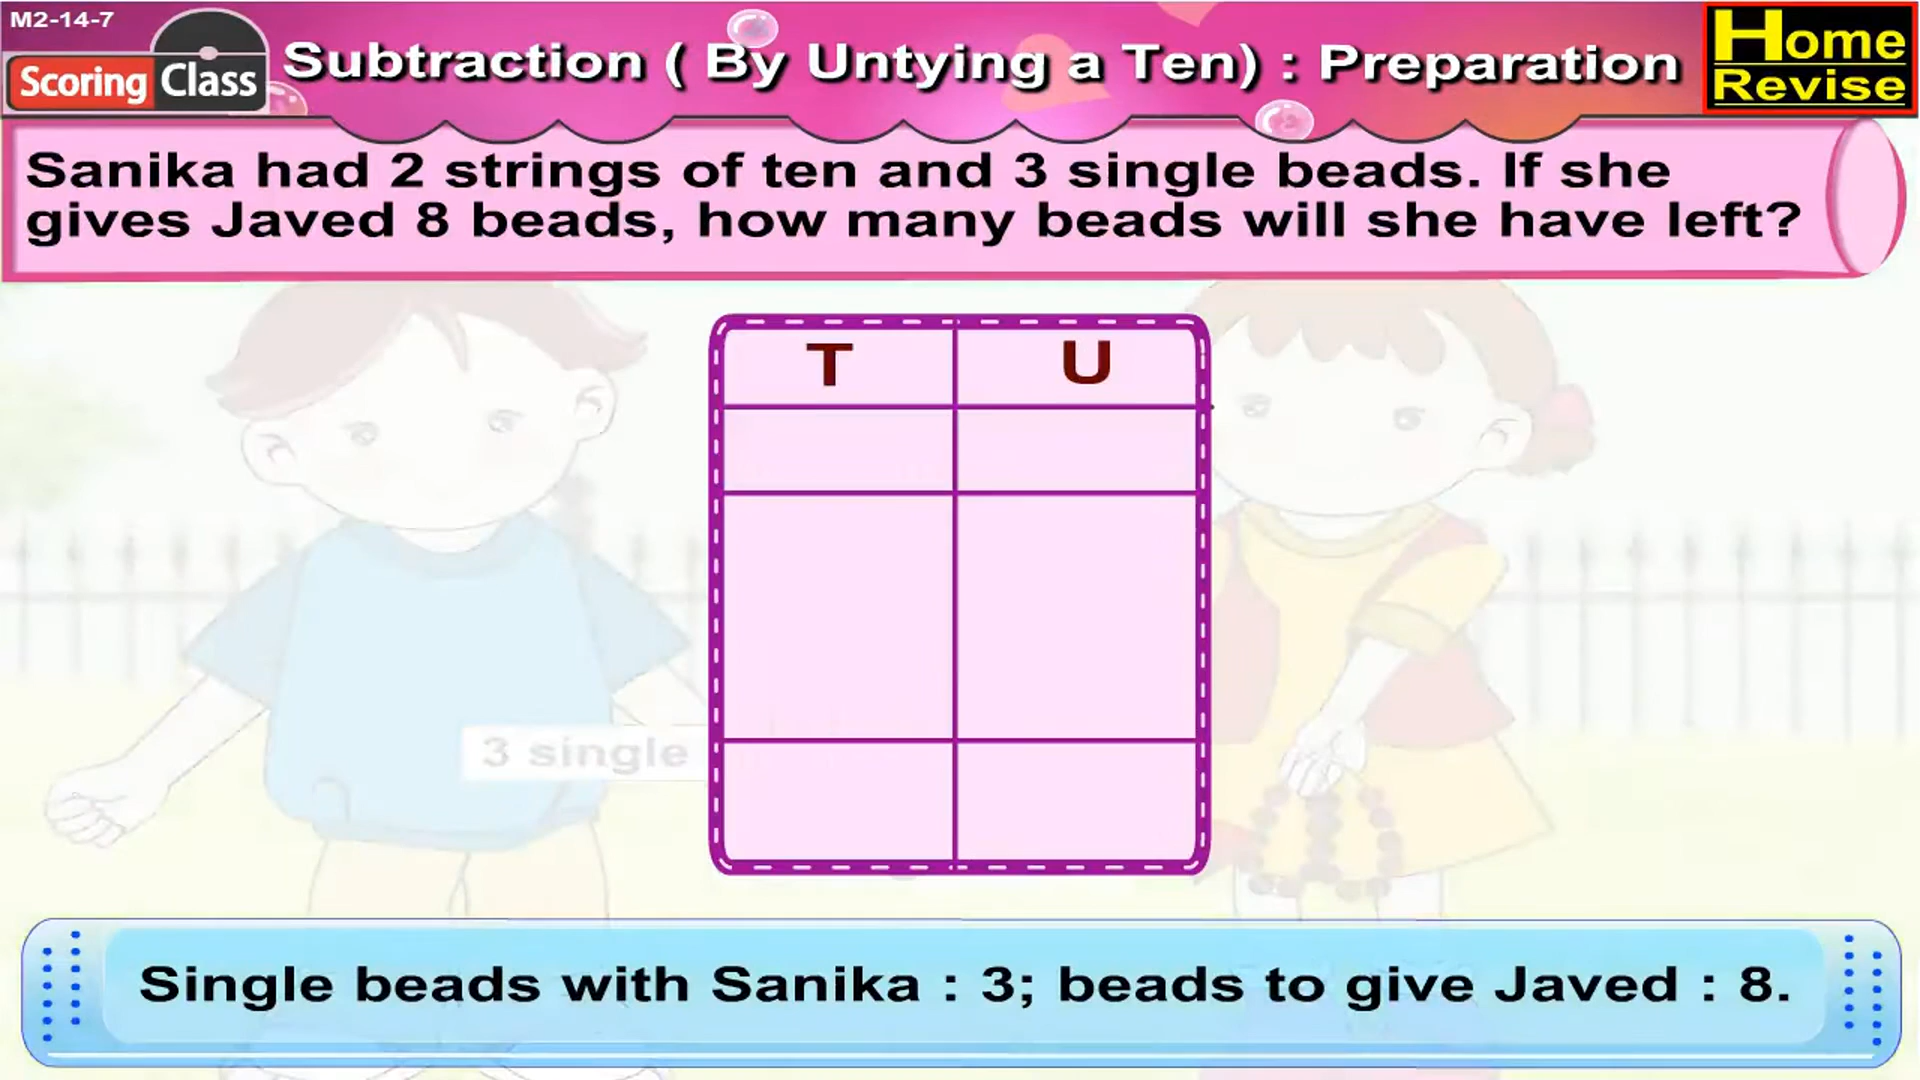 M2-14-7
Scoring Class
Subtraction ( By Untying a Ten) : Preparation
Home
Revise
Sanika had 2 strings of ten and 3 single beads. If she
gives Javed 8 beads, how many beads will she have left?
T U
3 single
Single beads with Sanika : 3; beads to give Javed : 8.